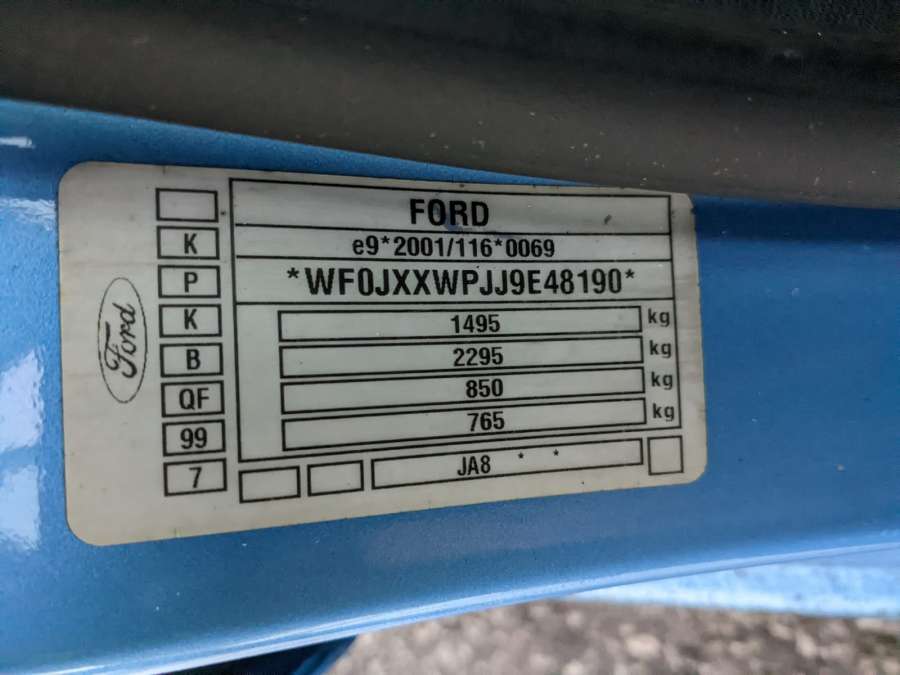 FORD
e9*2001/116*0069
*WF0JXXWPJJ9E48190*
1495 kg
2295 kg
850 kg
765 kg
JA8 * *
K
P
K
B
QF
99
7
Ford